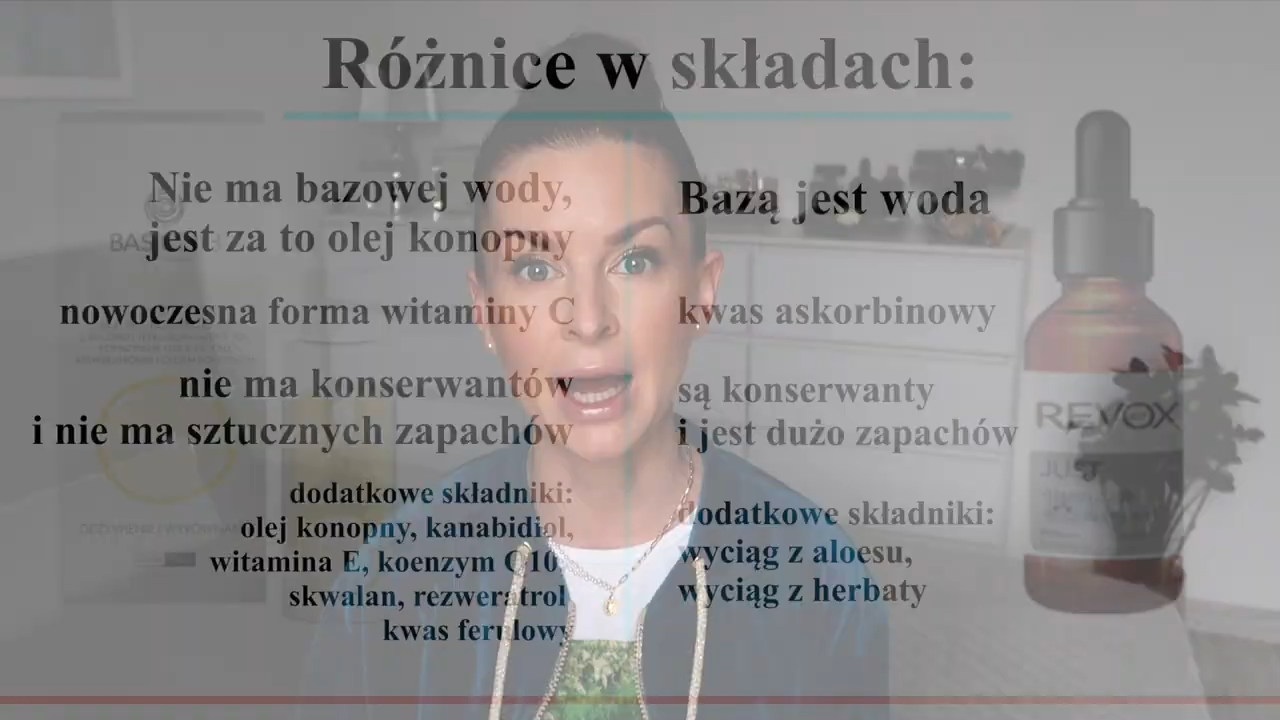 Różnice w składach:
Nie ma bazowej wody,
jest za to olej konopny
nowoczesna forma witaminy C
nie ma konserwantów
i nie ma sztucznych zapachów
dodatkowe składniki:
olej konopny, kanabidiol,
witamina E, koenzym Q10,
skwalan, rezweratrol
kwas ferulowy
Bazą jest woda
kwas askorbinowy
są konserwanty
i jest dużo zapachów
dodatkowe składniki:
wyciąg z aloesu,
wyciąg z herbaty
REVOX
JUST